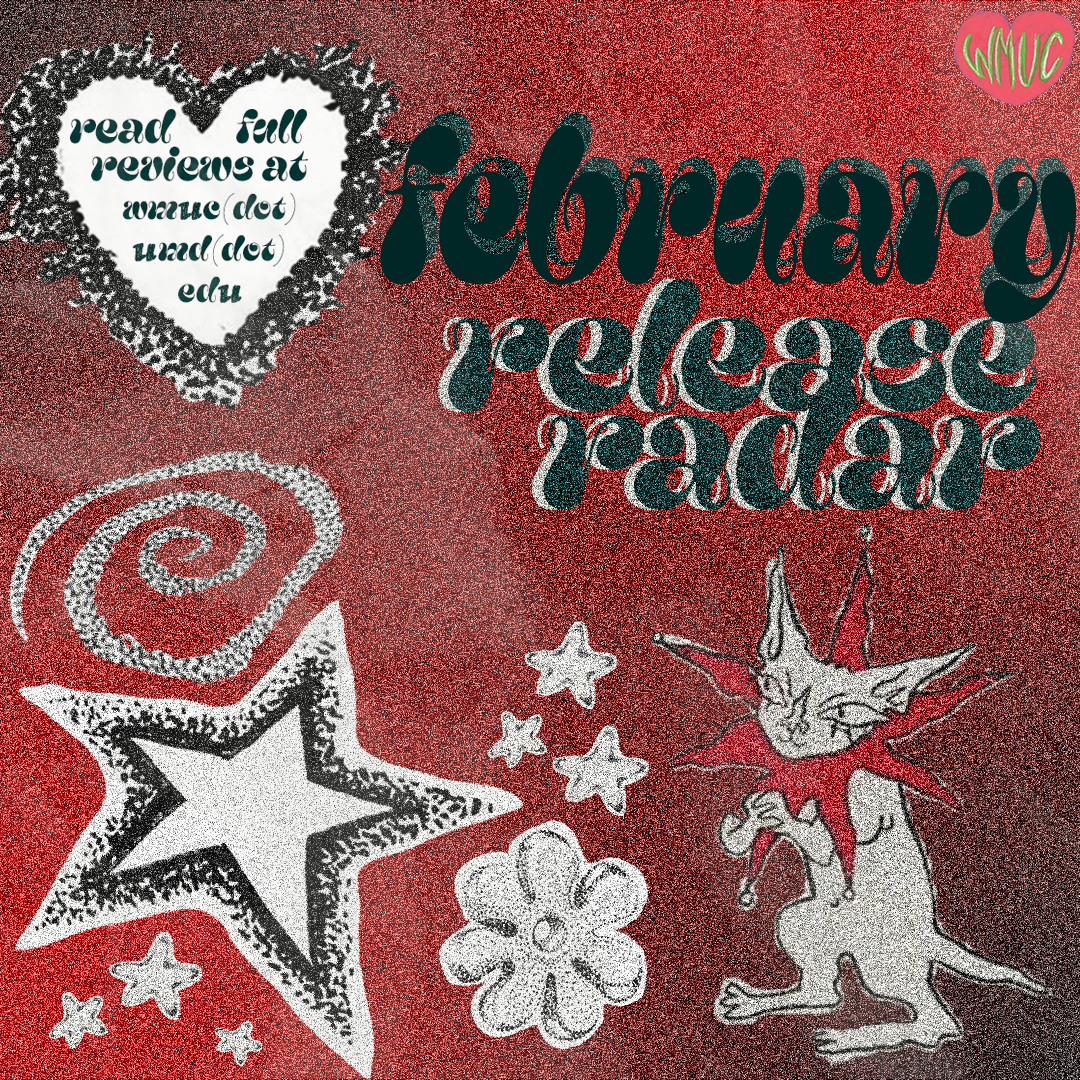 WMUC
read full
reviews at
wmuc(dot)
umd(dot)
edu
february
release
radar